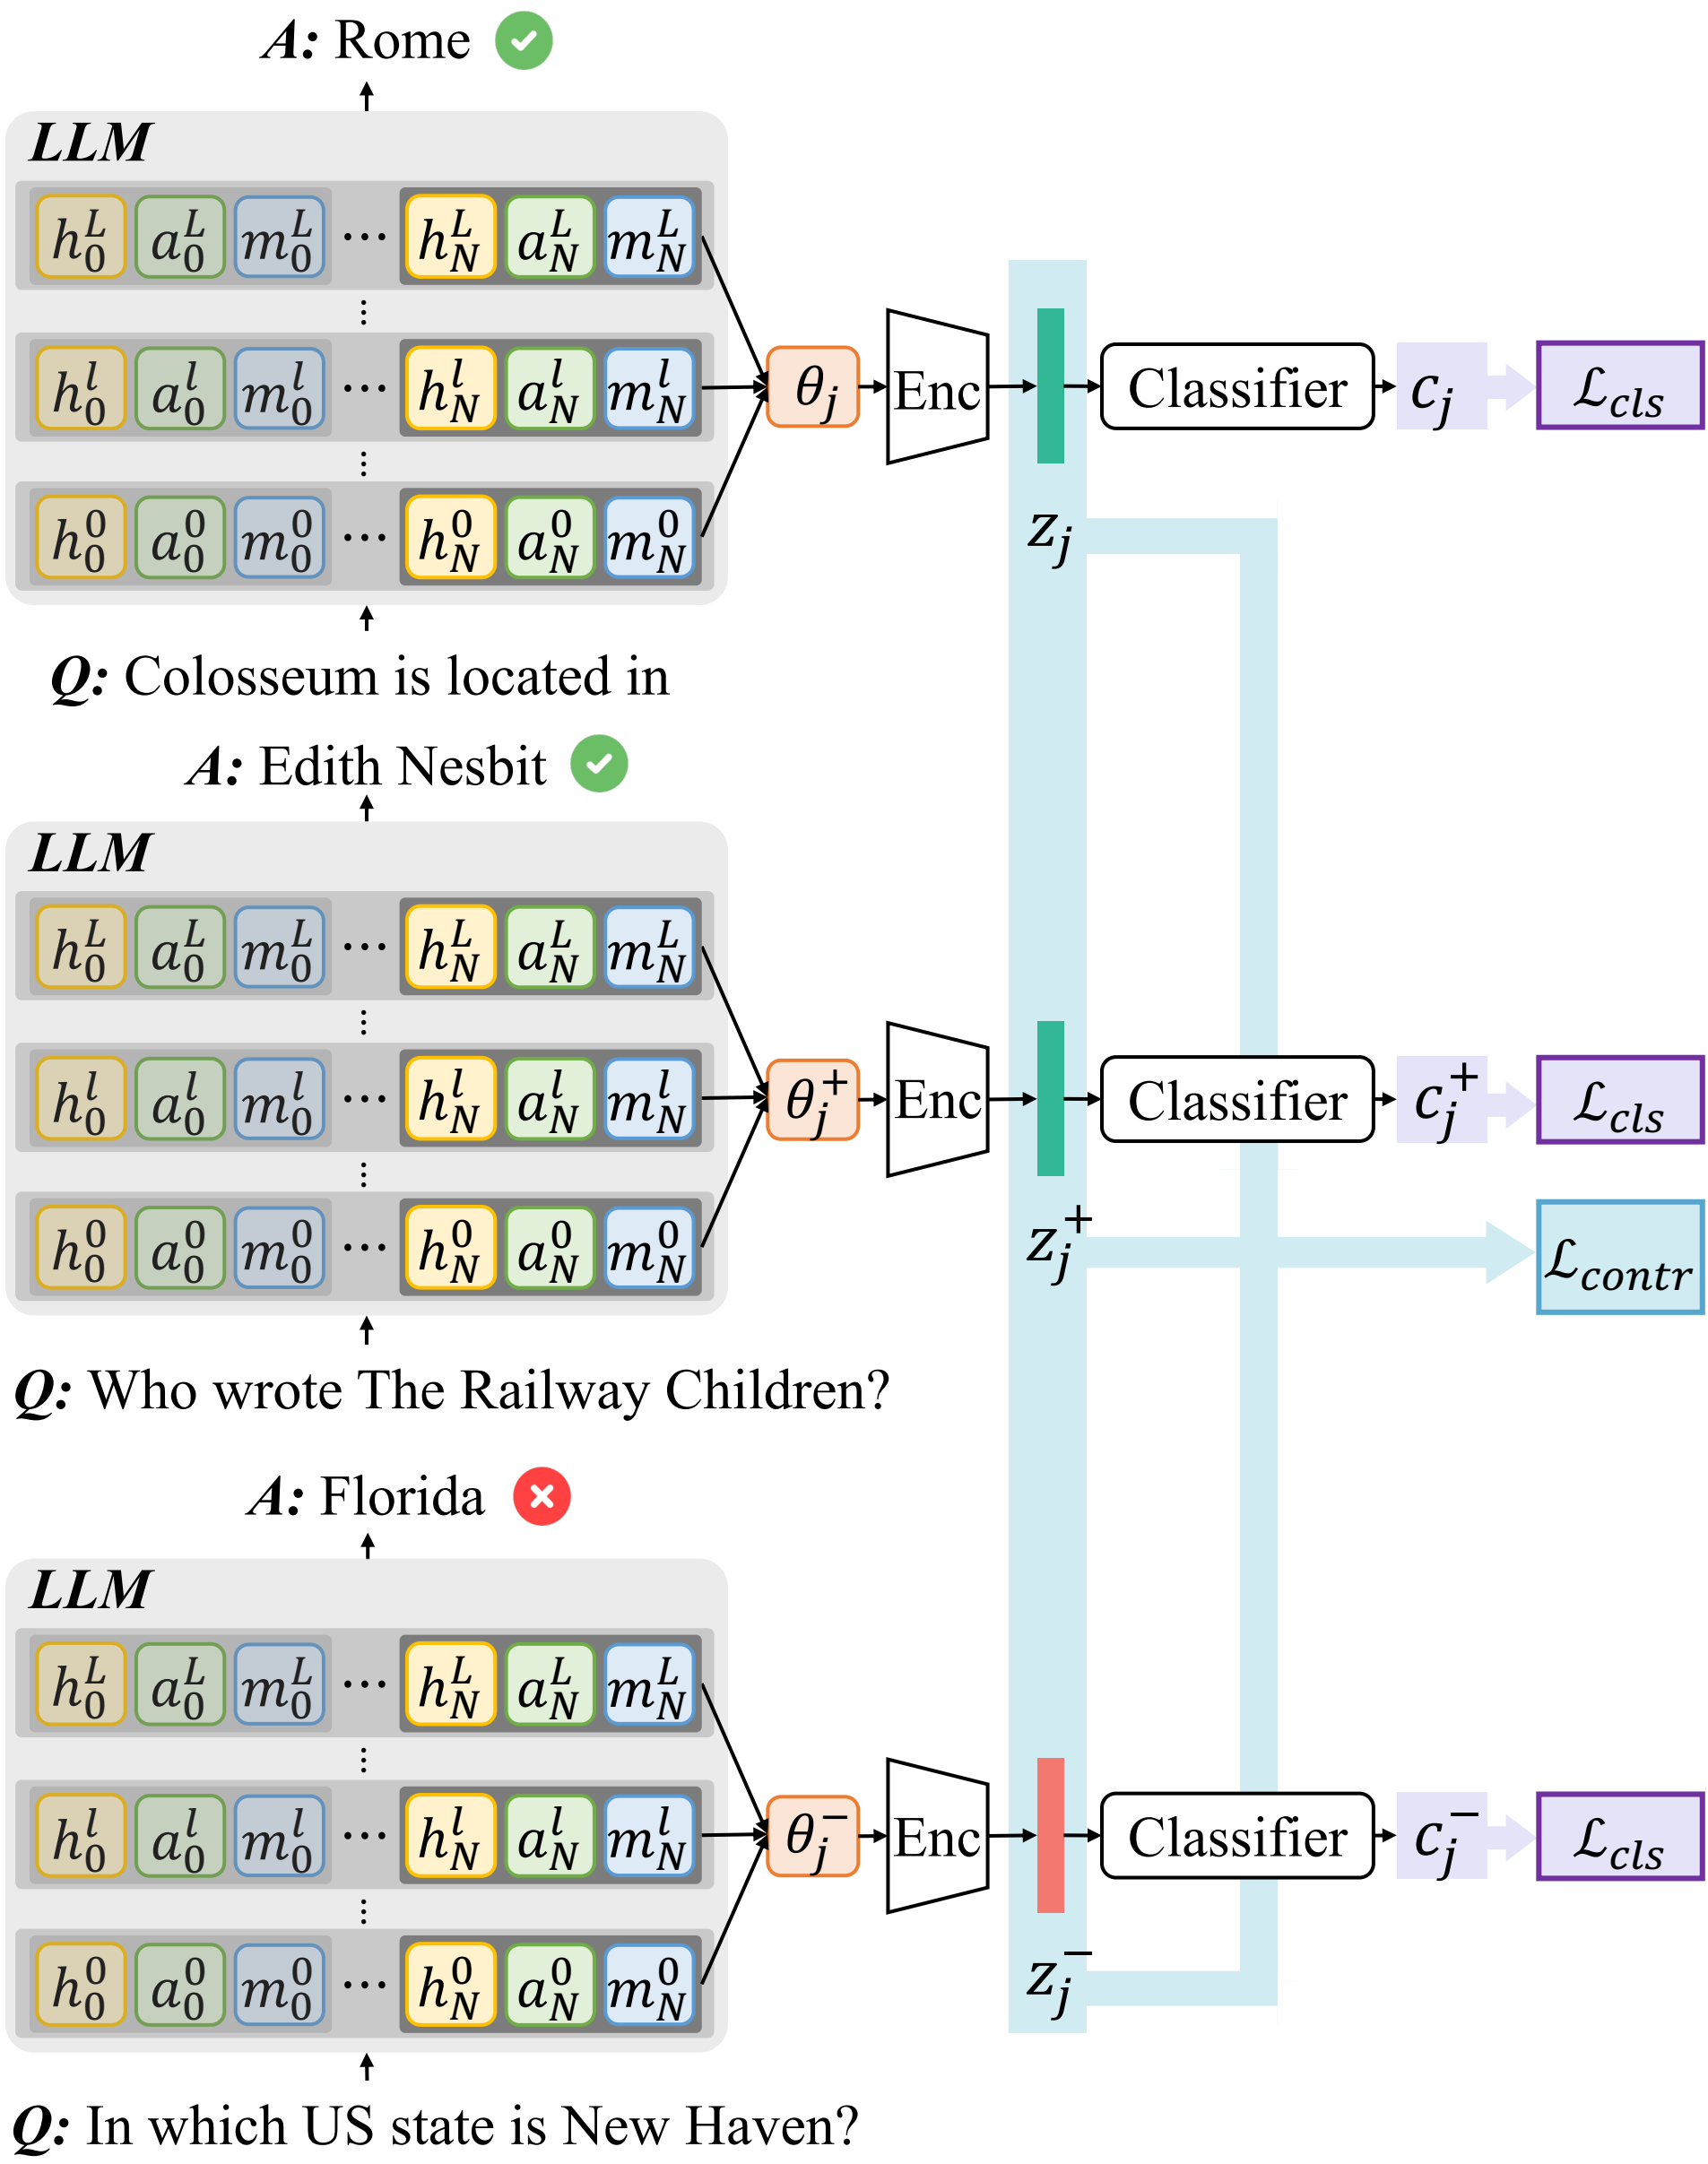 A: Rome
LLM
h_0^L a_0^L m_0^L ⋯ h_N^L a_N^L m_N^L
h_0^l a_0^l m_0^l ⋯ h_N^l a_N^l m_N^l
θ_j Enc Classifier c_j ℒ_cls
h_0^0 a_0^0 m_0^0 ⋯ h_N^0 a_N^0 m_N^0
z_j
Q: Colosseum is located in
A: Edith Nesbit
LLM
h_0^L a_0^L m_0^L ⋯ h_N^L a_N^L m_N^L
h_0^l a_0^l m_0^l ⋯ h_N^l a_N^l m_N^l
θ_j^+ Enc Classifier c_j^+ ℒ_cls
h_0^0 a_0^0 m_0^0 ⋯ h_N^0 a_N^0 m_N^0
z_j^+ ℒ_contr
Q: Who wrote The Railway Children?
A: Florida
LLM
h_0^L a_0^L m_0^L ⋯ h_N^L a_N^L m_N^L
h_0^l a_0^l m_0^l ⋯ h_N^l a_N^l m_N^l
θ_j^- Enc Classifier c_j^- ℒ_cls
h_0^0 a_0^0 m_0^0 ⋯ h_N^0 a_N^0 m_N^0
z_j^-
Q: In which US state is New Haven?